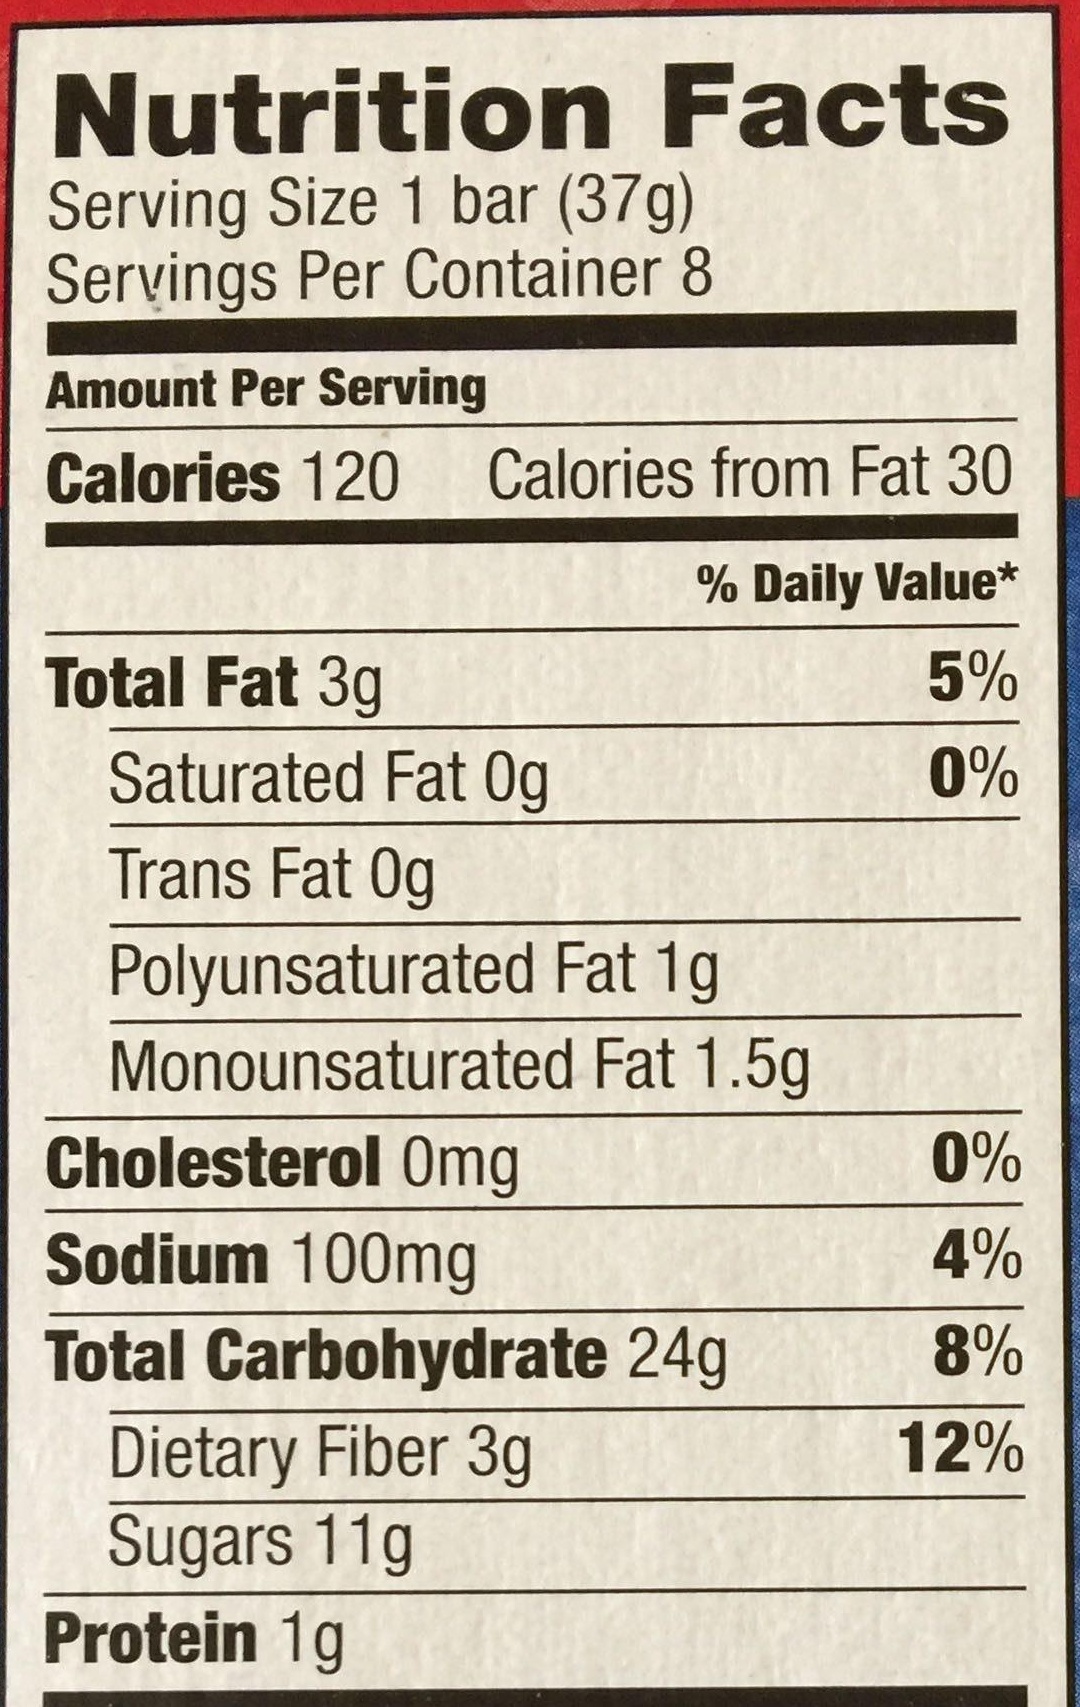 Nutrition Facts
Serving Size 1 bar (37g)
Servings Per Container 8
Amount Per Serving
Calories 120 Calories from Fat 30
% Daily Value*
Total Fat 3g 5%
Saturated Fat 0g 0%
Trans Fat 0g
Polyunsaturated Fat 1g
Monounsaturated Fat 1.5g
Cholesterol 0mg 0%
Sodium 100mg 4%
Total Carbohydrate 24g 8%
Dietary Fiber 3g 12%
Sugars 11g
Protein 1g